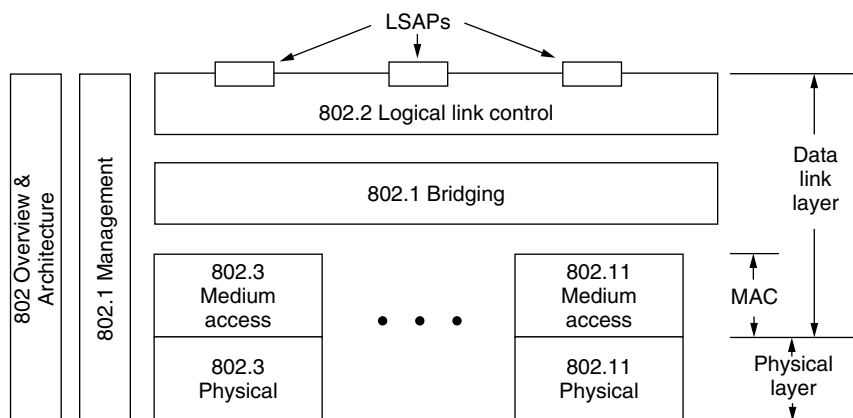 LSAPs
802 Overview &
Architecture
802.1 Management
802.2 Logical link control
802.1 Bridging
Data
link
layer
802.3
Medium
access
802.11
Medium
access
MAC
802.3
Physical
802.11
Physical
Physical
layer